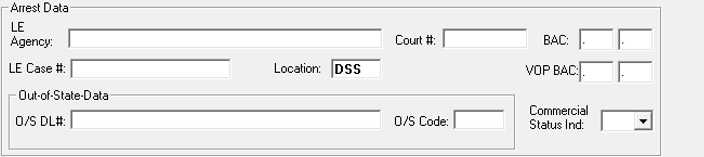 Arrest Data
LE
Agency: Court #: BAC: . .
LE Case #: Location: DSS VOP BAC: . .
Out-of-State-Data
O/S DL#: O/S Code: Commercial
Status Ind: